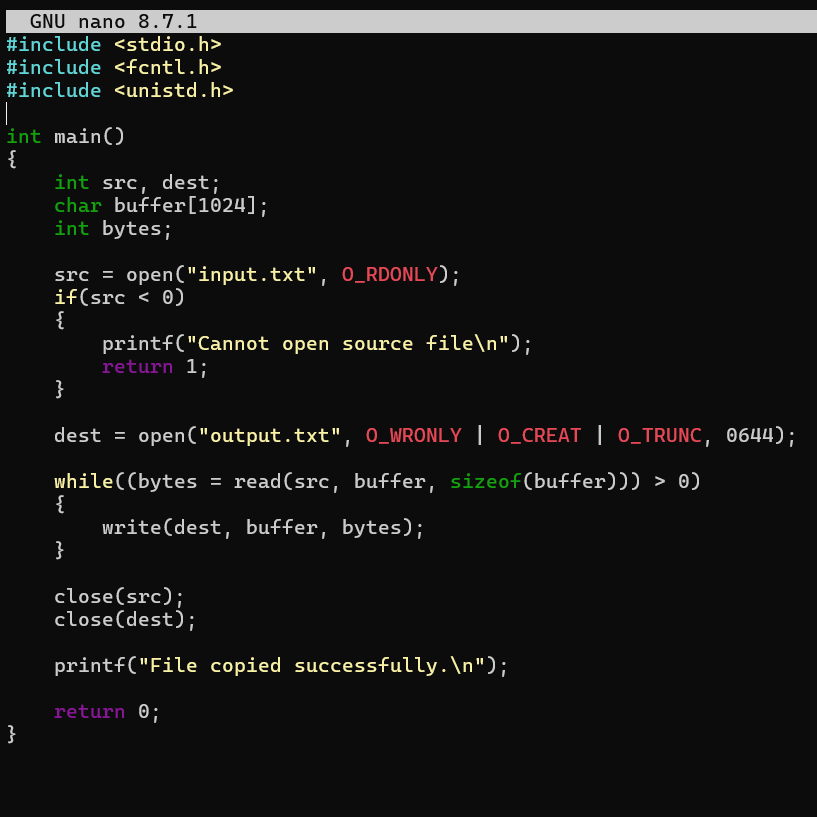 GNU nano 8.7.1
#include <stdio.h>
#include <fcntl.h>
#include <unistd.h>

int main()
{
    int src, dest;
    char buffer[1024];
    int bytes;

    src = open("input.txt", O_RDONLY);
    if(src < 0)
    {
        printf("Cannot open source file\n");
        return 1;
    }

    dest = open("output.txt", O_WRONLY | O_CREAT | O_TRUNC, 0644);

    while((bytes = read(src, buffer, sizeof(buffer))) > 0)
    {
        write(dest, buffer, bytes);
    }

    close(src);
    close(dest);

    printf("File copied successfully.\n");

    return 0;
}